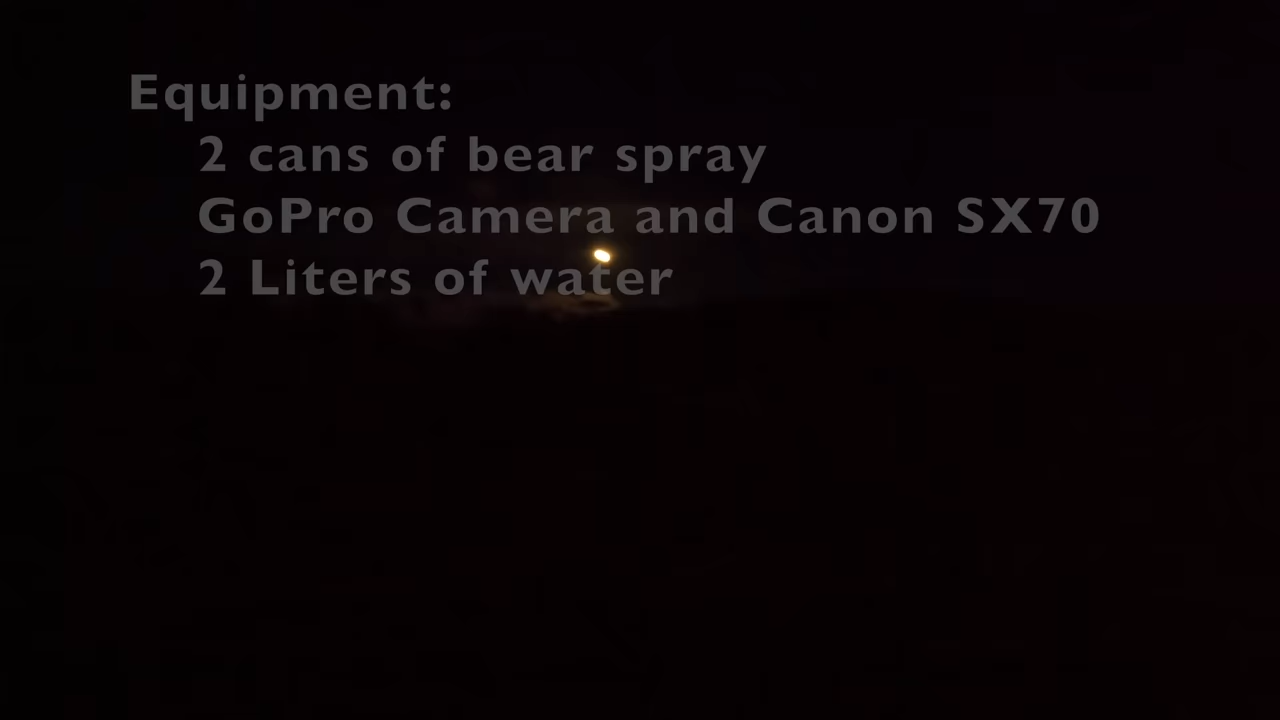 Equipment:
2 cans of bear spray
GoPro Camera and Canon SX70
2 Liters of water